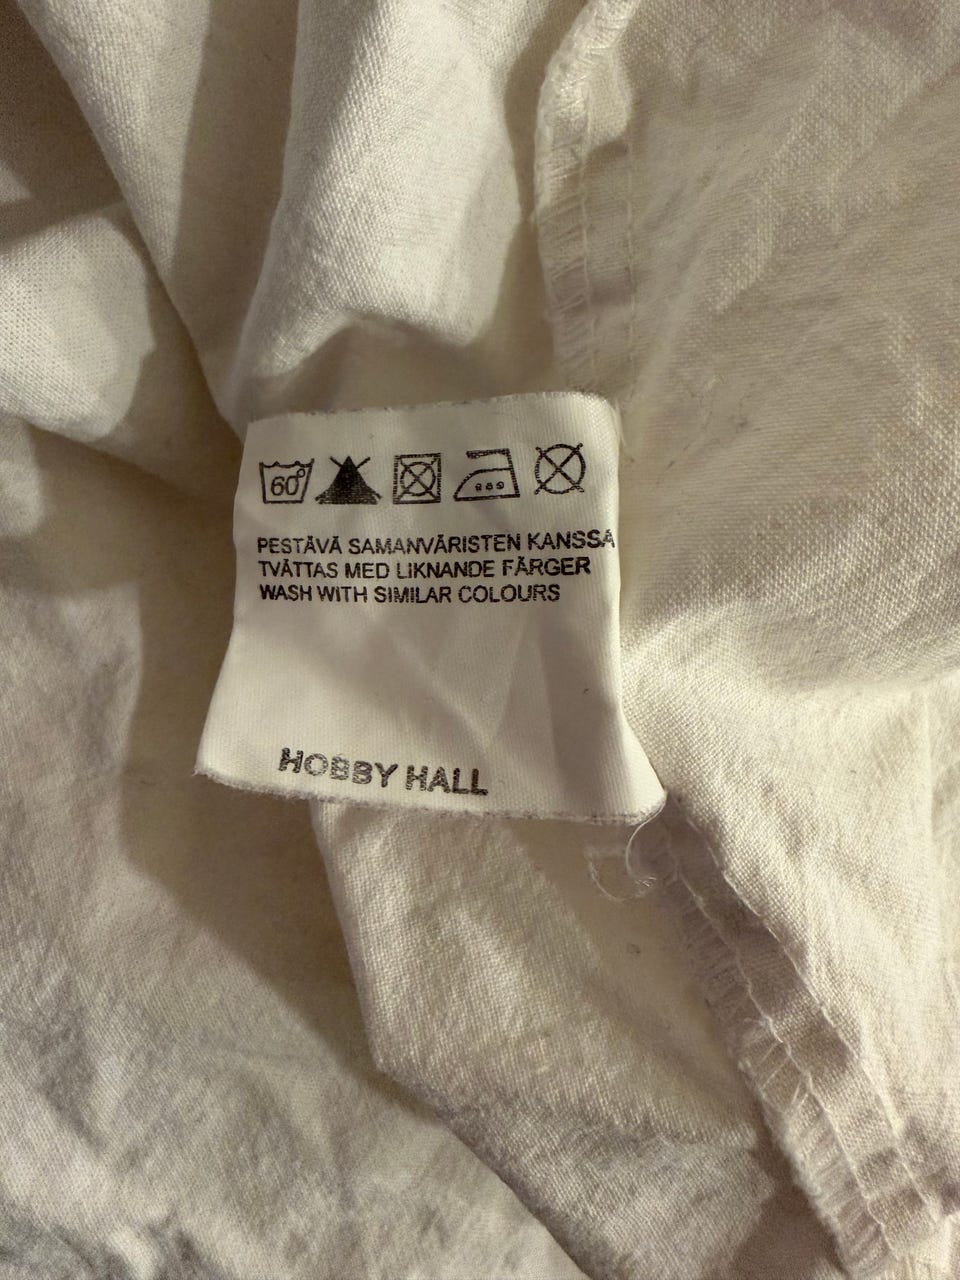 60°
PESTÄVÄ SAMANVÄRISTEN KANSSA
TVÄTTAS MED LIKNANDE FÄRGER
WASH WITH SIMILAR COLOURS
HOBBY HALL